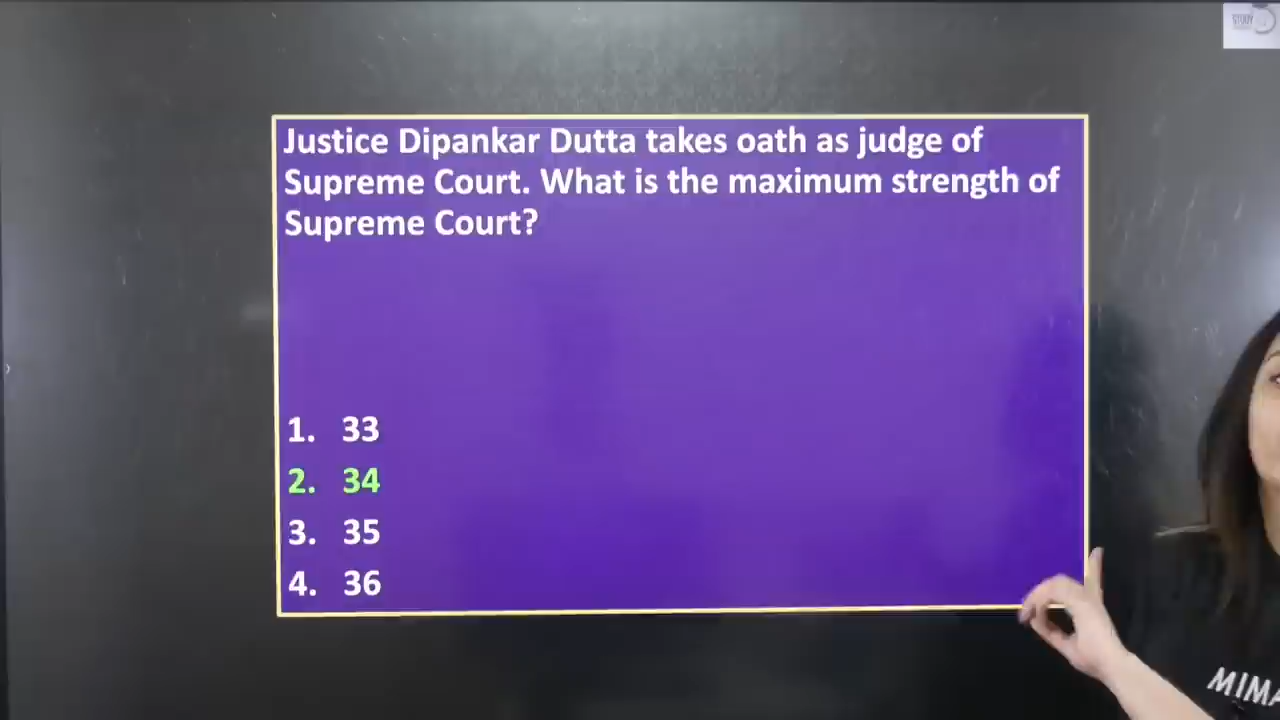 STUDY
Justice Dipankar Dutta takes oath as judge of
Supreme Court. What is the maximum strength of
Supreme Court?
1. 33
2. 34
3. 35
4. 36